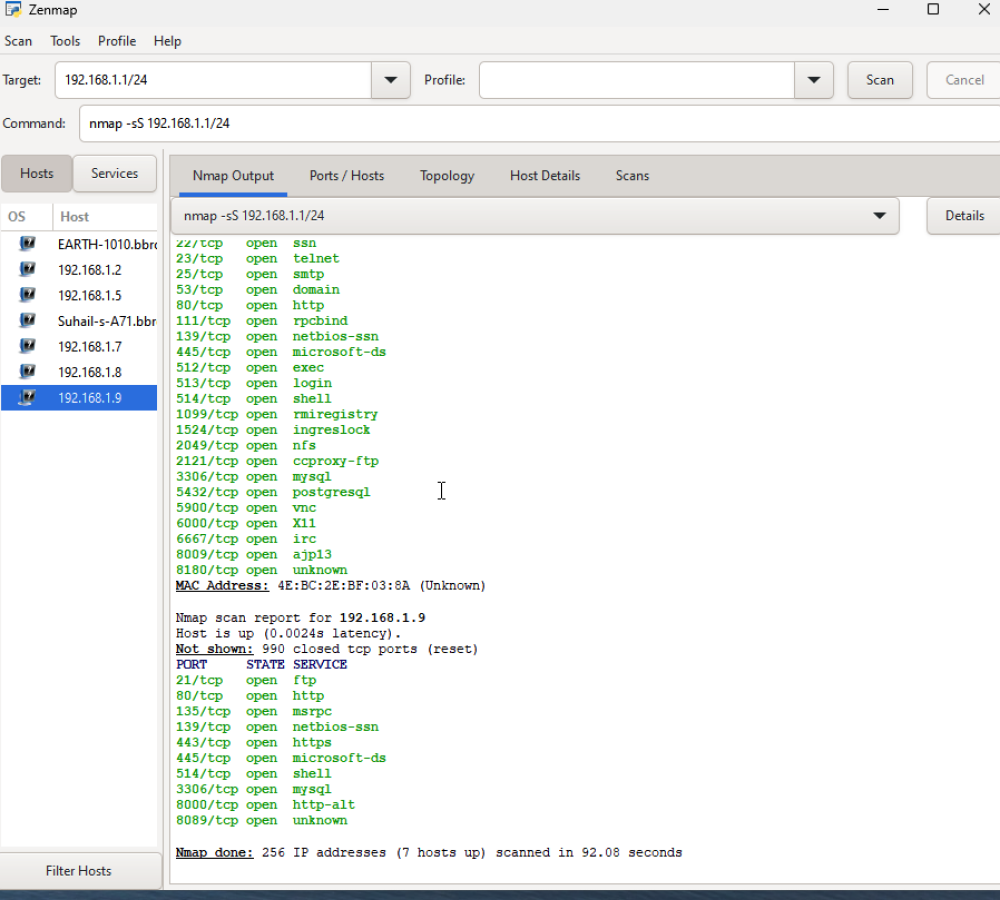 Zenmap
Scan Tools Profile Help
Target: 192.168.1.1/24 Profile: Scan Cancel
Command: nmap -sS 192.168.1.1/24
Hosts Services
Nmap Output Ports / Hosts Topology Host Details Scans
nmap -sS 192.168.1.1/24 Details
OS Host
EARTH-1010.bbr
192.168.1.2
192.168.1.5
Suhail-s-A71.bbr
192.168.1.7
192.168.1.8
192.168.1.9
22/tcp open ssh
23/tcp open telnet
25/tcp open smtp
53/tcp open domain
80/tcp open http
111/tcp open rpcbind
139/tcp open netbios-ssn
445/tcp open microsoft-ds
512/tcp open exec
513/tcp open login
514/tcp open shell
1099/tcp open rmiregistry
1524/tcp open ingreslock
2049/tcp open nfs
2121/tcp open ccproxy-ftp
3306/tcp open mysql
5432/tcp open postgresql
5900/tcp open vnc
6000/tcp open X11
6667/tcp open irc
8009/tcp open ajp13
8180/tcp open unknown
MAC Address: 4E:BC:2E:BF:03:8A (Unknown)
Nmap scan report for 192.168.1.9
Host is up (0.0024s latency).
Not shown: 990 closed tcp ports (reset)
PORT STATE SERVICE
21/tcp open ftp
80/tcp open http
135/tcp open msrpc
139/tcp open netbios-ssn
443/tcp open https
445/tcp open microsoft-ds
514/tcp open shell
3306/tcp open mysql
8000/tcp open http-alt
8089/tcp open unknown
Nmap done: 256 IP addresses (7 hosts up) scanned in 92.08 seconds
Filter Hosts